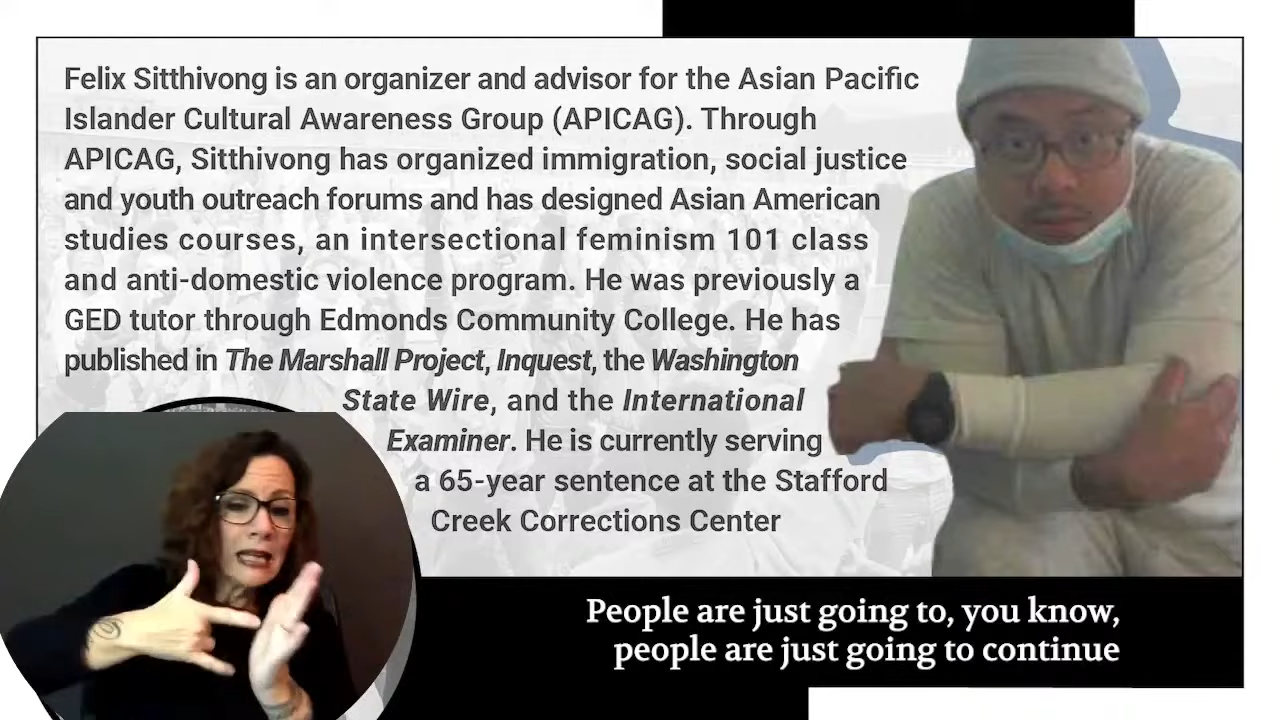 Felix Sitthivong is an organizer and advisor for the Asian Pacific
Islander Cultural Awareness Group (APICAG). Through
APICAG, Sitthivong has organized immigration, social justice
and youth outreach forums and has designed Asian American
studies courses, an intersectional feminism 101 class
and anti-domestic violence program. He was previously a
GED tutor through Edmonds Community College. He has
published in The Marshall Project, Inquest, the Washington
State Wire, and the International
Examiner. He is currently serving
a 65-year sentence at the Stafford
Creek Corrections Center
People are just going to, you know,
people are just going to continue